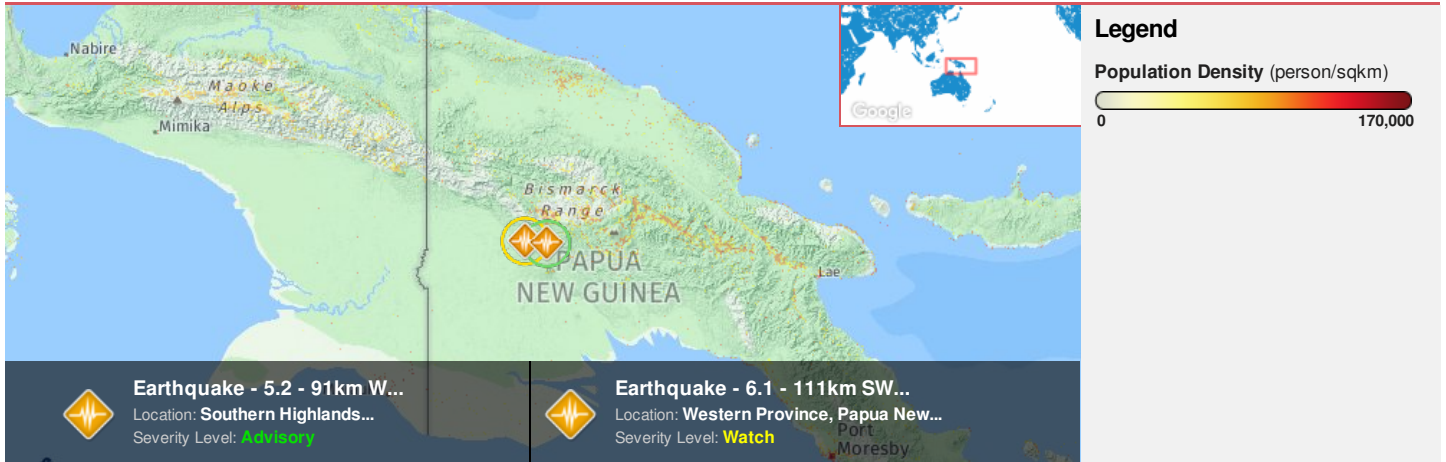 Nabire
Maoke
Alps
Mimika
Bismarck
Range
PAPUA
NEW GUINEA
Lae
Port
Moresby
Google
Legend
Population Density (person/sqkm)
0
170,000
Earthquake - 5.2 - 91km W...
Location: Southern Highlands...
Severity Level: Advisory
Earthquake - 6.1 - 111km SW...
Location: Western Province, Papua New...
Severity Level: Watch